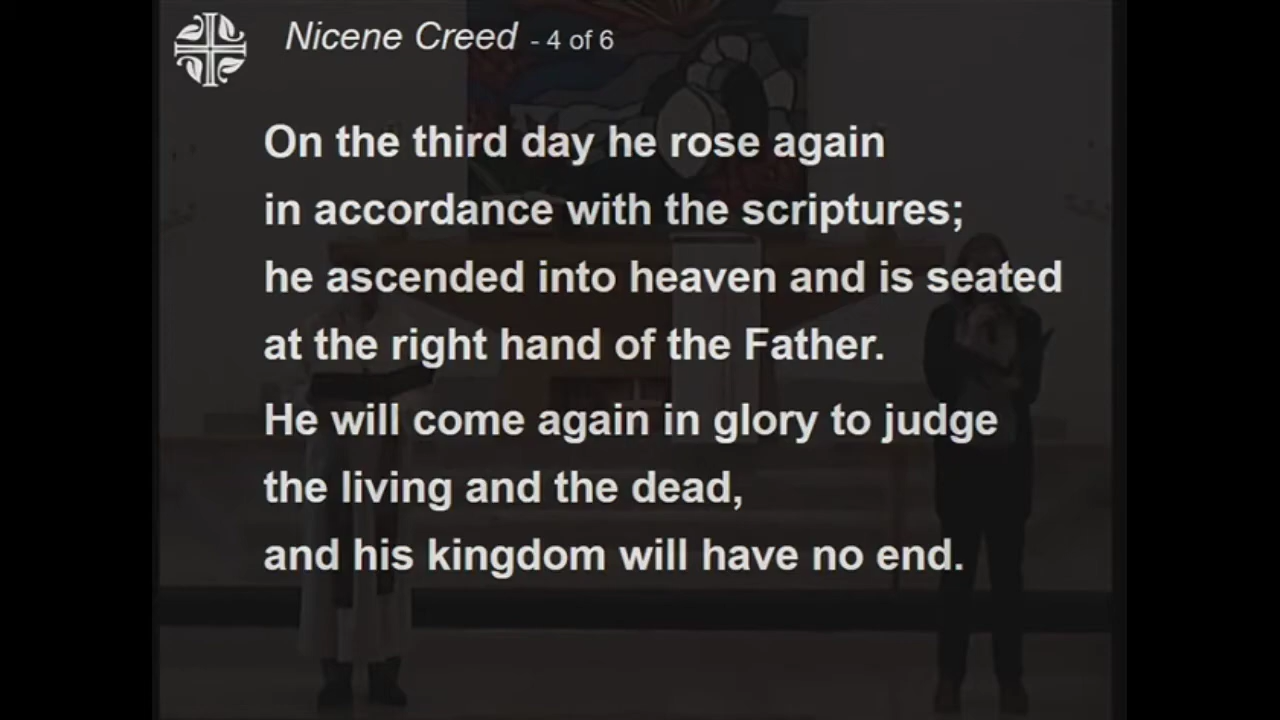 Nicene Creed - 4 of 6
On the third day he rose again
in accordance with the scriptures;
he ascended into heaven and is seated
at the right hand of the Father.
He will come again in glory to judge
the living and the dead,
and his kingdom will have no end.